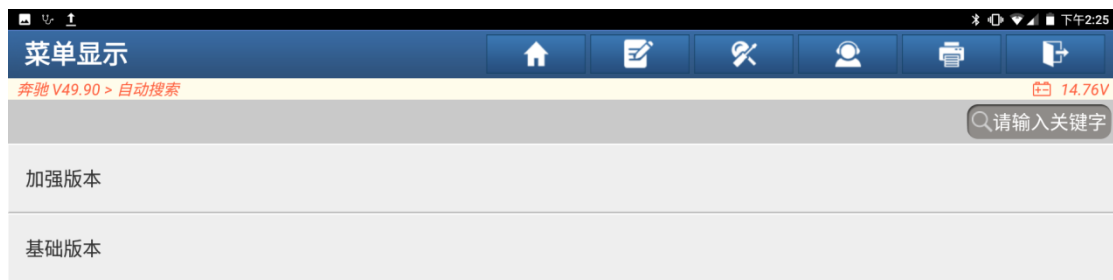 下午2:25
菜单显示
奔驰 V49.90 > 自动搜索 14.76V
请输入关键字
加强版本
基础版本